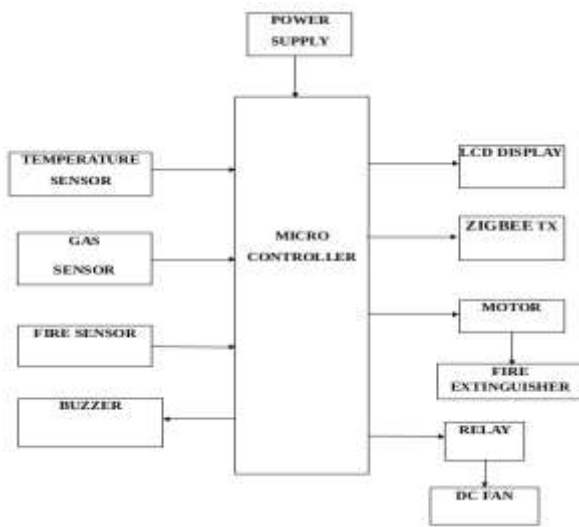 POWER
SUPPLY
TEMPERATURE
SENSOR
GAS
SENSOR
FIRE SENSOR
BUZZER
MICRO
CONTROLLER
LCD DISPLAY
ZIGBEE TX
MOTOR
FIRE
EXTINGUISHER
RELAY
DC FAN